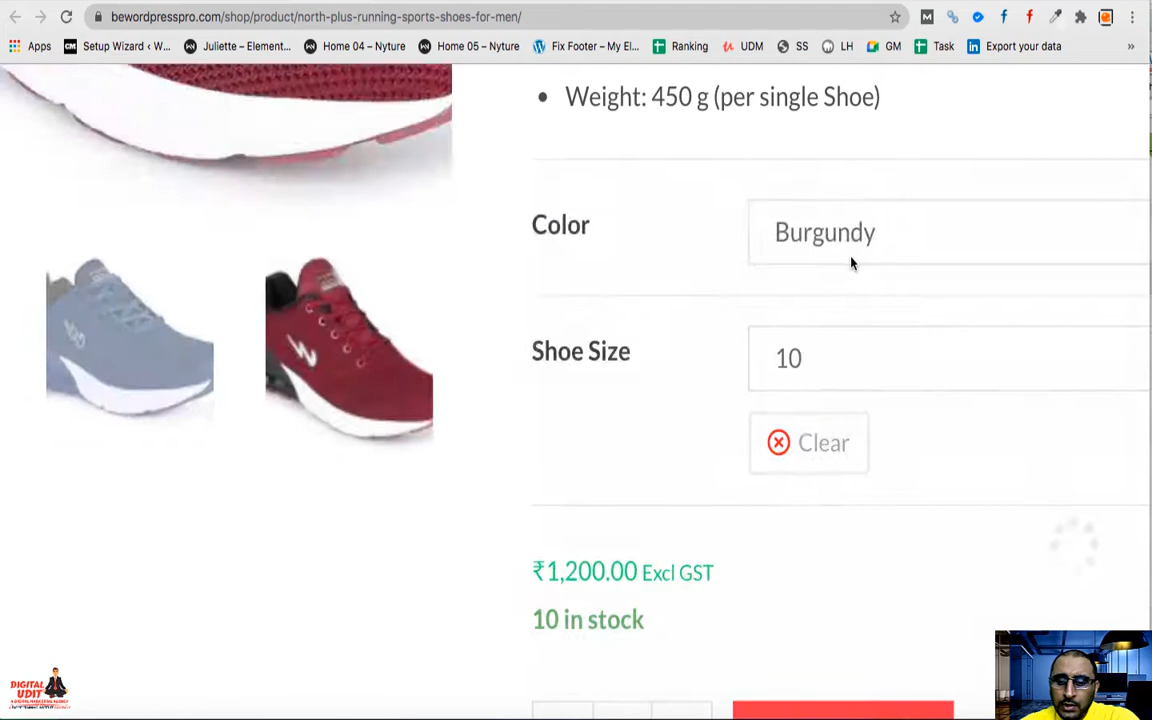 bewordpresspro.com/shop/product/north-plus-running-sports-shoes-for-men/
Apps CM Setup Wizard ‹ W... Juliette – Element... Home 04 – Nyture Home 05 – Nyture Fix Footer – My El... Ranking UDM SS LH GM Task Export your data »
• Weight: 450 g (per single Shoe)
Color
Burgundy
Shoe Size
10
Clear
₹1,200.00 Excl GST
10 in stock
DIGITAL
UDIT